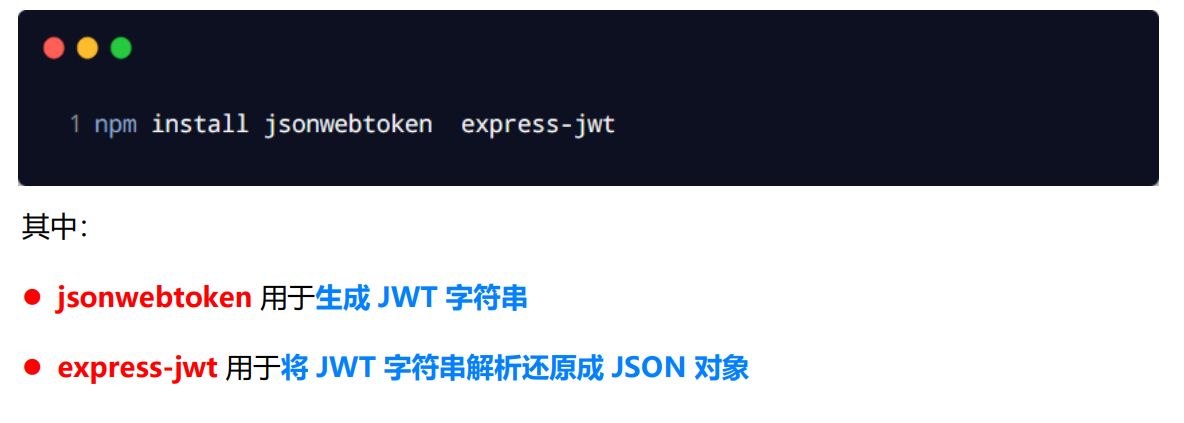 1 npm install jsonwebtoken  express-jwt
其中：
● jsonwebtoken 用于生成 JWT 字符串
● express-jwt 用于将 JWT 字符串解析还原成 JSON 对象